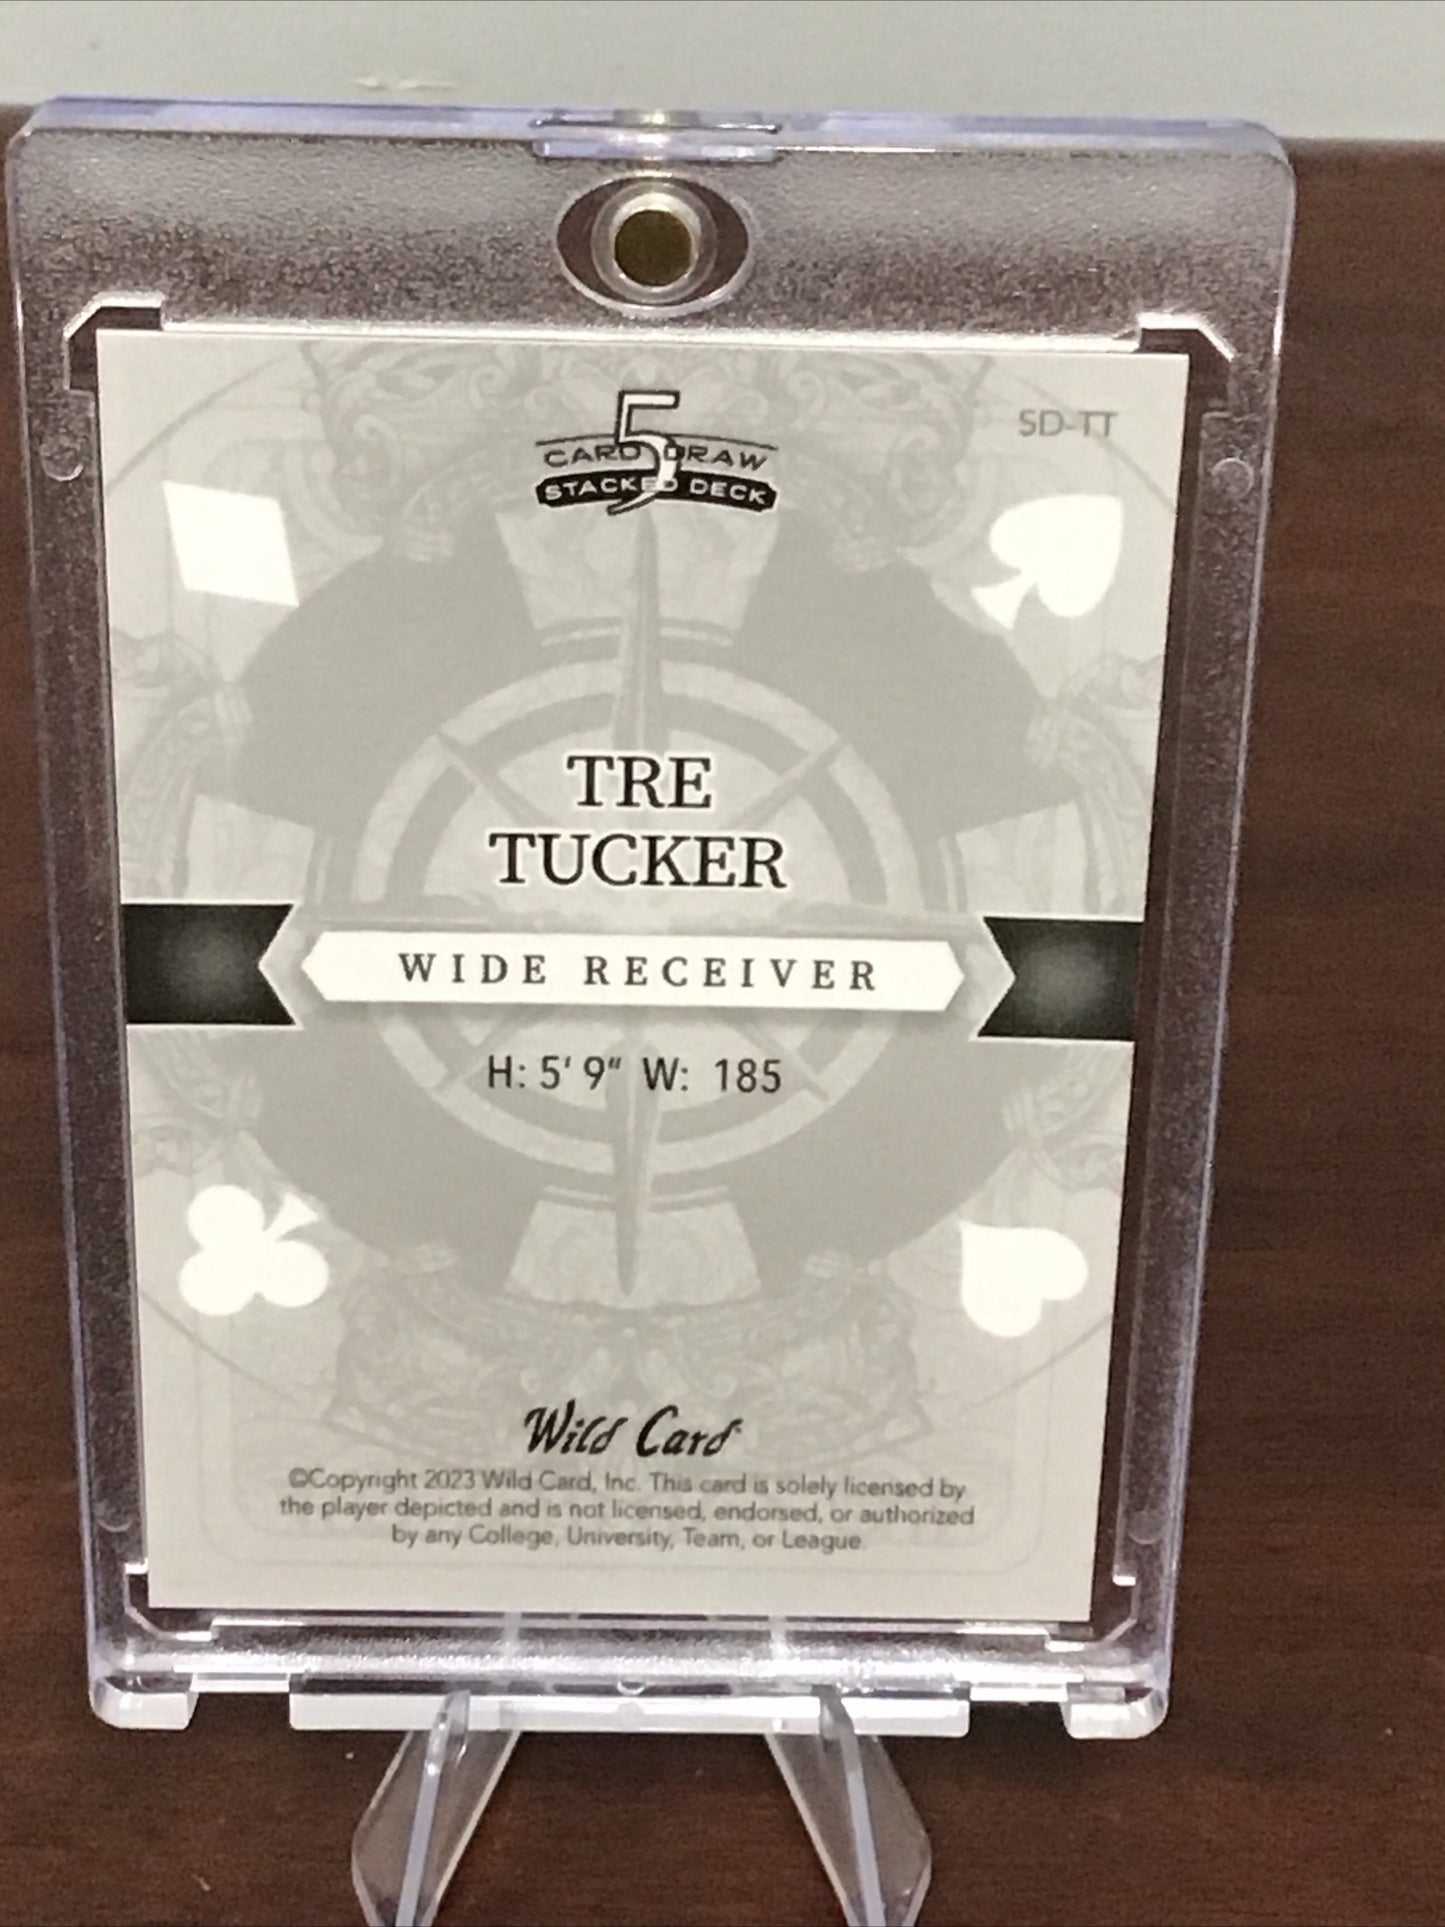 5
CARD DRAW
STACKED DECK
SD-TT
TRE
TUCKER
WIDE RECEIVER
H: 5' 9" W: 185
Wild Card
©Copyright 2023 Wild Card, Inc. This card is solely licensed by
the player depicted and is not licensed, endorsed, or authorized
by any College, University, Team, or League.